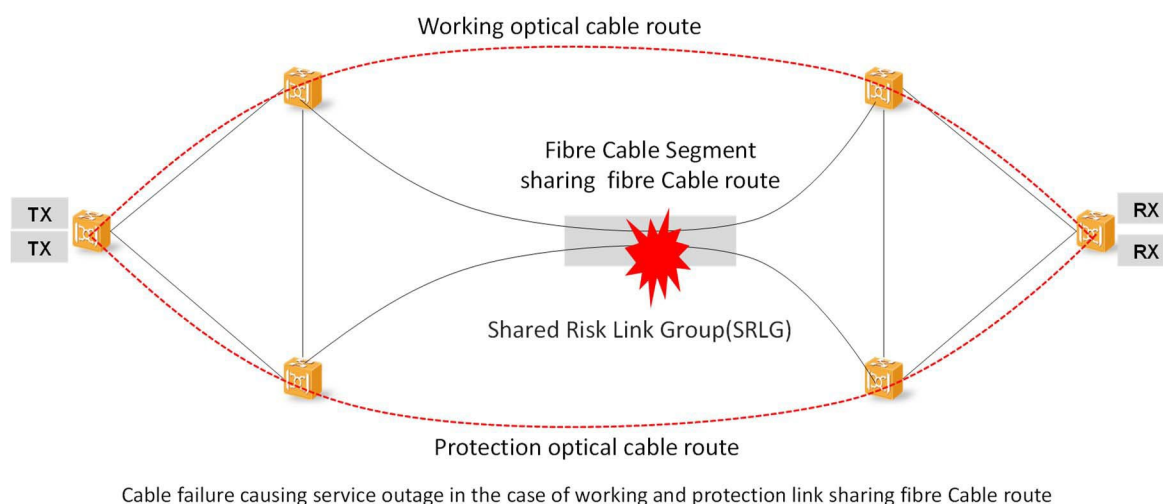 Working optical cable route
Fibre Cable Segment
sharing fibre Cable route
TX
TX
RX
RX
Shared Risk Link Group(SRLG)
Protection optical cable route
Cable failure causing service outage in the case of working and protection link sharing fibre Cable route